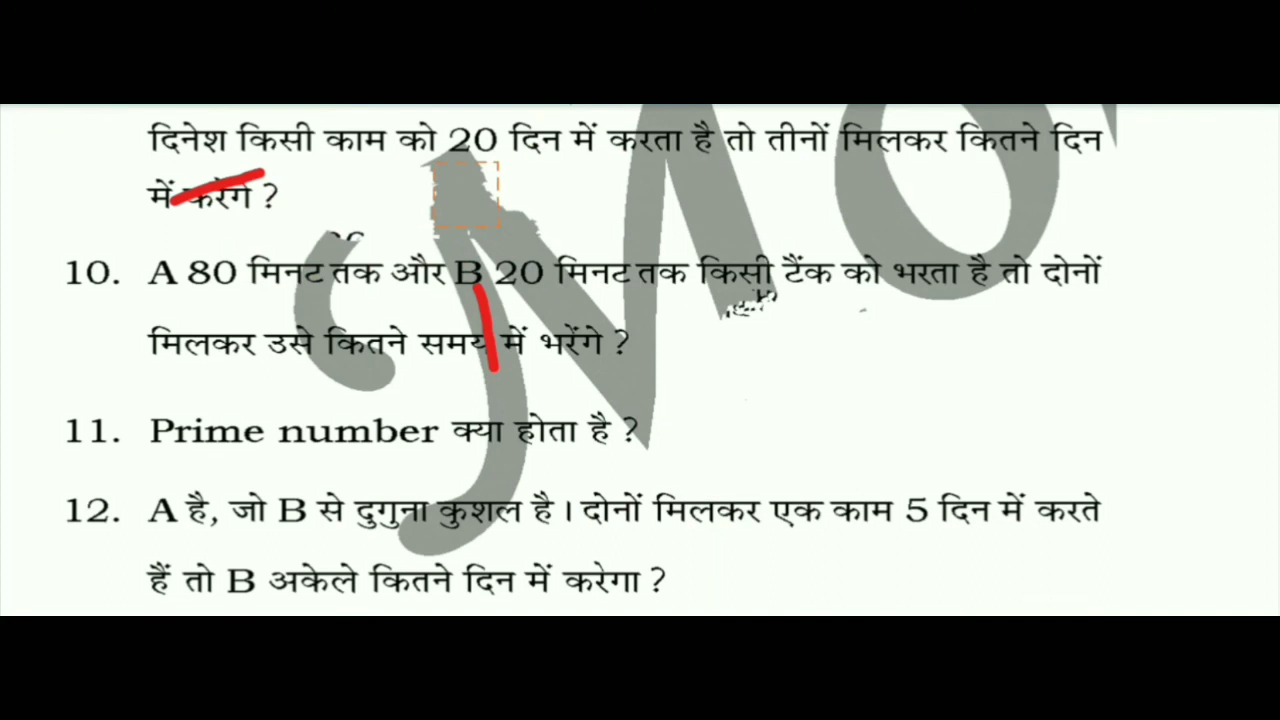 दिनेश किसी काम को 20 दिन में करता है तो तीनों मिलकर कितने दिन
में करेंगे ?
10. A 80 मिनट तक और B 20 मिनट तक किसी टैंक को भरता है तो दोनों
मिलकर उसे कितने समय में भरेंगे ?
11. Prime number क्या होता है ?
12. A है, जो B से दुगुना कुशल है। दोनों मिलकर एक काम 5 दिन में करते
हैं तो B अकेले कितने दिन में करेगा ?